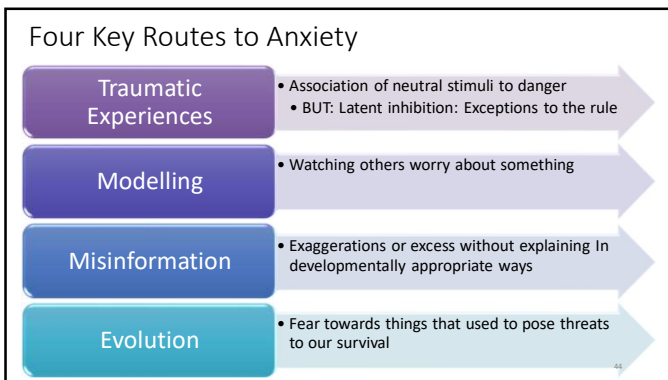 Four Key Routes to Anxiety
Traumatic
Experiences
• Association of neutral stimuli to danger
• BUT: Latent inhibition: Exceptions to the rule
Modelling
• Watching others worry about something
Misinformation
• Exaggerations or excess without explaining In
developmentally appropriate ways
Evolution
• Fear towards things that used to pose threats
to our survival
44